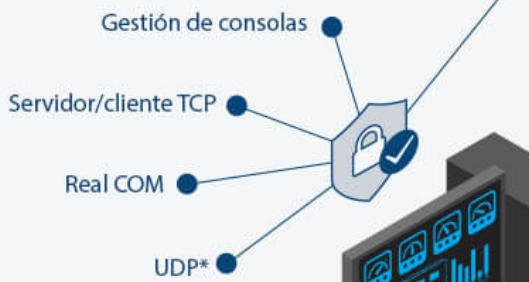 Gestión de consolas
Servidor/cliente TCP
Real COM
UDP*